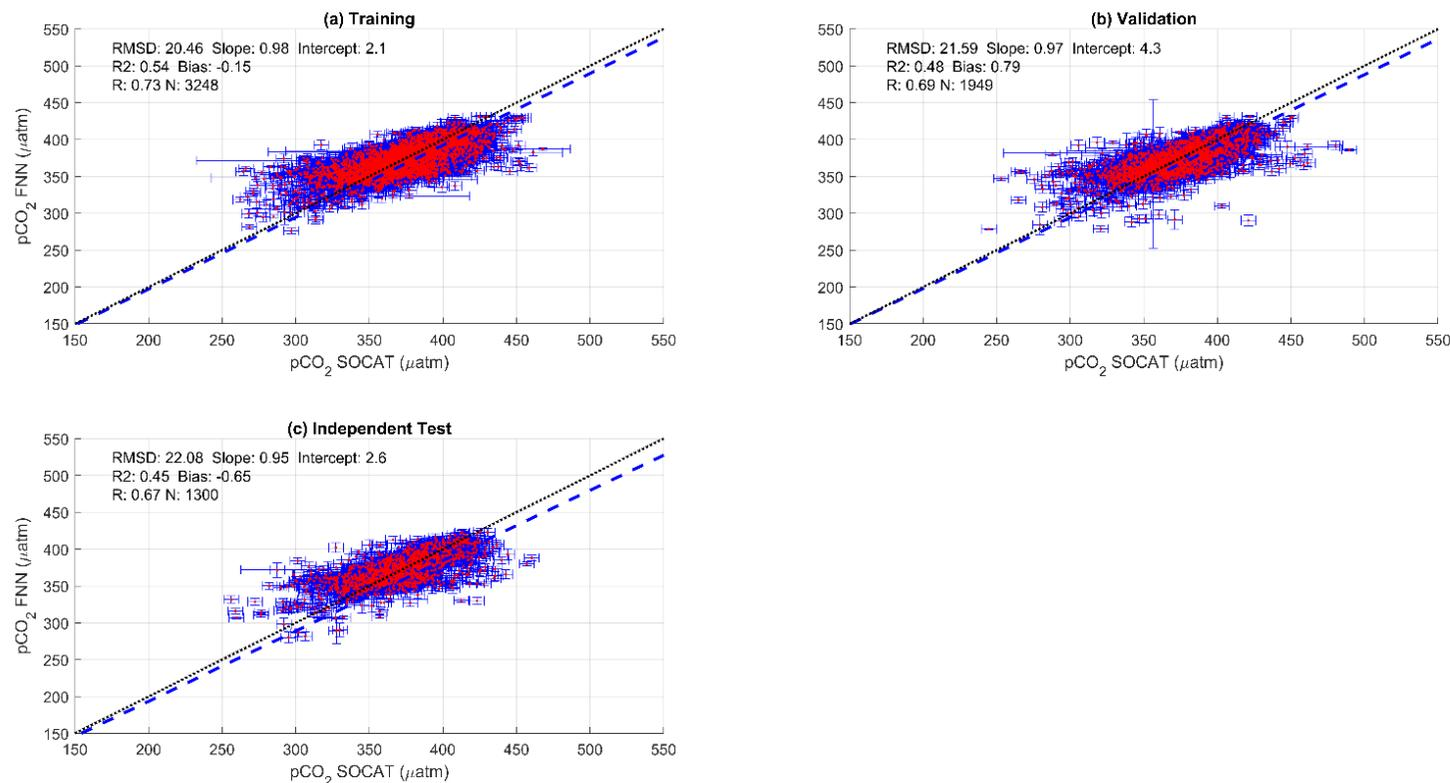 (a) Training
RMSD: 20.46 Slope: 0.98 Intercept: 2.1
R2: 0.54 Bias: -0.15
R: 0.73 N: 3248
550
500
450
400
350
300
250
200
150
pCO2 FNN (μatm)
150 200 250 300 350 400 450 500 550
pCO2 SOCAT (μatm)
(b) Validation
RMSD: 21.59 Slope: 0.97 Intercept: 4.3
R2: 0.48 Bias: 0.79
R: 0.69 N: 1949
550
500
450
400
350
300
250
200
150
pCO2 FNN (μatm)
150 200 250 300 350 400 450 500 550
pCO2 SOCAT (μatm)
(c) Independent Test
RMSD: 22.08 Slope: 0.95 Intercept: 2.6
R2: 0.45 Bias: -0.65
R: 0.67 N: 1300
550
500
450
400
350
300
250
200
150
pCO2 FNN (μatm)
150 200 250 300 350 400 450 500 550
pCO2 SOCAT (μatm)